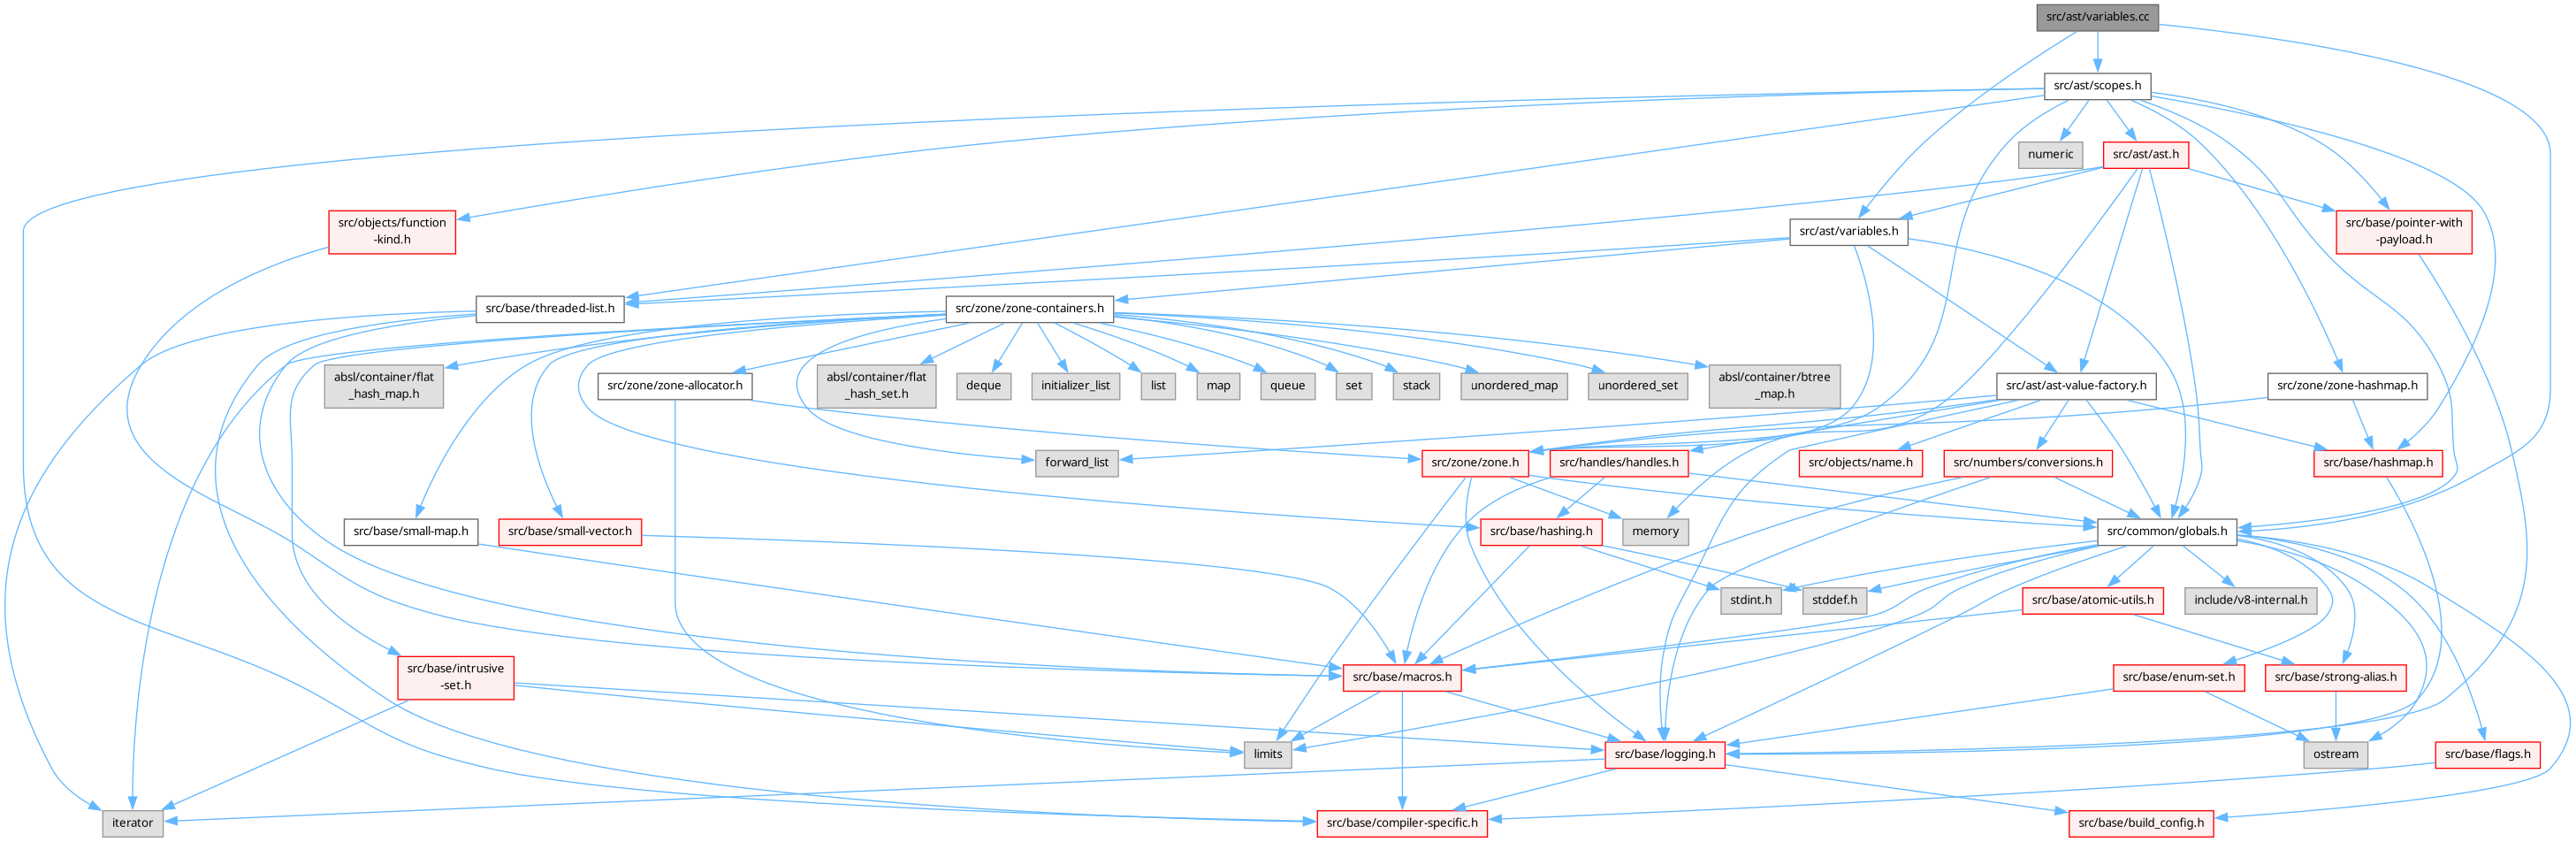 src/ast/variables.cc
src/ast/scopes.h
numeric
src/ast/ast.h
src/objects/function
-kind.h
src/ast/variables.h
src/base/pointer-with
-payload.h
src/base/threaded-list.h
src/zone/zone-containers.h
absl/container/flat
_hash_map.h
src/zone/zone-allocator.h
absl/container/flat
_hash_set.h
deque
initializer_list
list
map
queue
set
stack
unordered_map
unordered_set
absl/container/btree
_map.h
src/ast/ast-value-factory.h
src/zone/zone-hashmap.h
forward_list
src/zone/zone.h
src/handles/handles.h
src/objects/name.h
src/numbers/conversions.h
src/base/hashmap.h
src/base/small-map.h
src/base/small-vector.h
src/base/hashing.h
memory
src/common/globals.h
stdint.h
stddef.h
src/base/atomic-utils.h
include/v8-internal.h
src/base/intrusive
-set.h
src/base/macros.h
src/base/enum-set.h
src/base/strong-alias.h
limits
src/base/logging.h
ostream
src/base/flags.h
iterator
src/base/compiler-specific.h
src/base/build_config.h